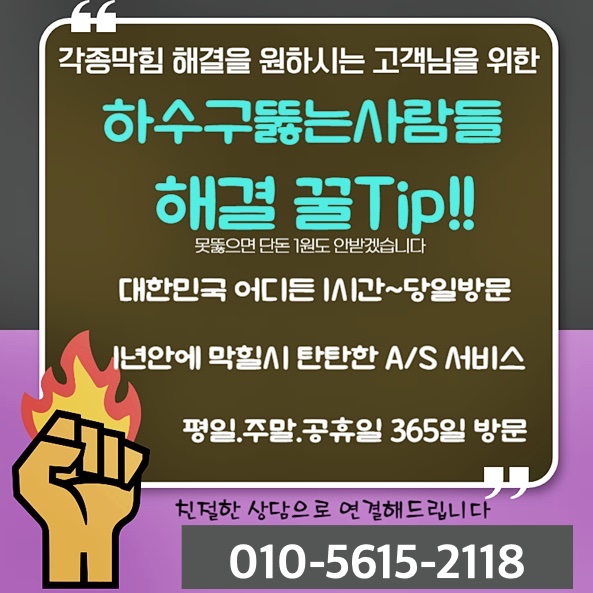 각종막힘 해결을 원하시는 고객님을 위한
하수구뚫는사람들
해결 꿀Tip!!
못뚫으면 단돈 1원도 안받겠습니다
대한민국 어디든 1시간~당일방문
1년안에 막힐시 탄탄한 A/S 서비스
평일.주말.공휴일 365일 방문
친절한 상담으로 연결해드립니다
010-5615-2118